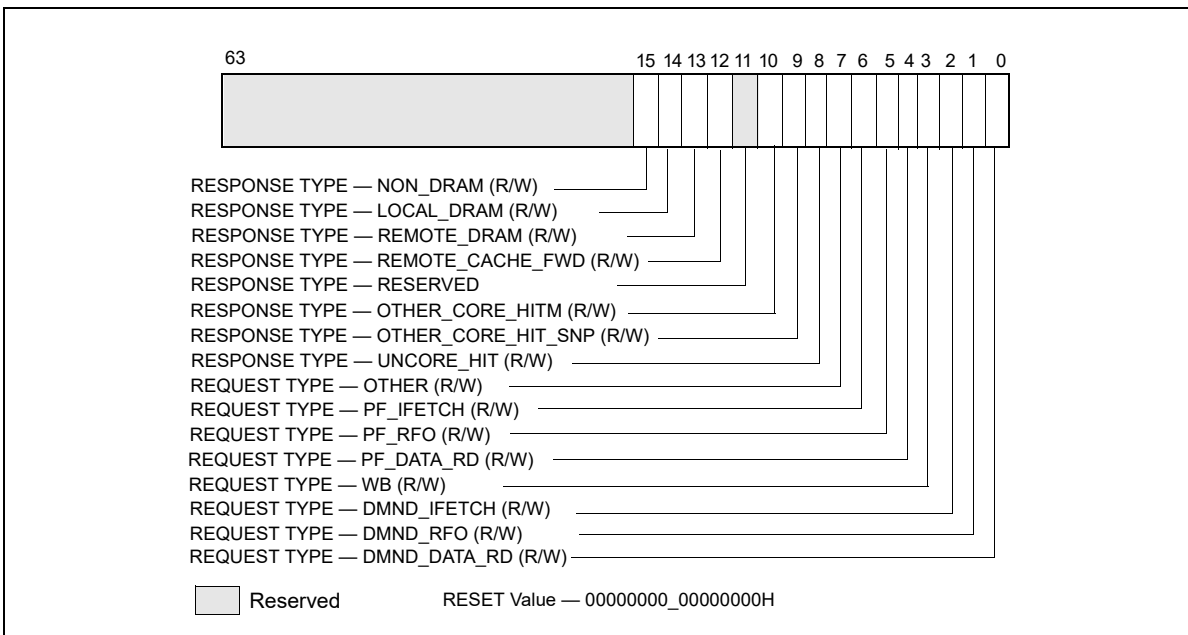 63 15 14 13 12 11 10 9 8 7 6 5 4 3 2 1 0
RESPONSE TYPE — NON_DRAM (R/W)
RESPONSE TYPE — LOCAL_DRAM (R/W)
RESPONSE TYPE — REMOTE_DRAM (R/W)
RESPONSE TYPE — REMOTE_CACHE_FWD (R/W)
RESPONSE TYPE — RESERVED
RESPONSE TYPE — OTHER_CORE_HITM (R/W)
RESPONSE TYPE — OTHER_CORE_HIT_SNP (R/W)
RESPONSE TYPE — UNCORE_HIT (R/W)
REQUEST TYPE — OTHER (R/W)
REQUEST TYPE — PF_IFETCH (R/W)
REQUEST TYPE — PF_RFO (R/W)
REQUEST TYPE — PF_DATA_RD (R/W)
REQUEST TYPE — WB (R/W)
REQUEST TYPE — DMND_IFETCH (R/W)
REQUEST TYPE — DMND_RFO (R/W)
REQUEST TYPE — DMND_DATA_RD (R/W)
Reserved RESET Value — 00000000_00000000H